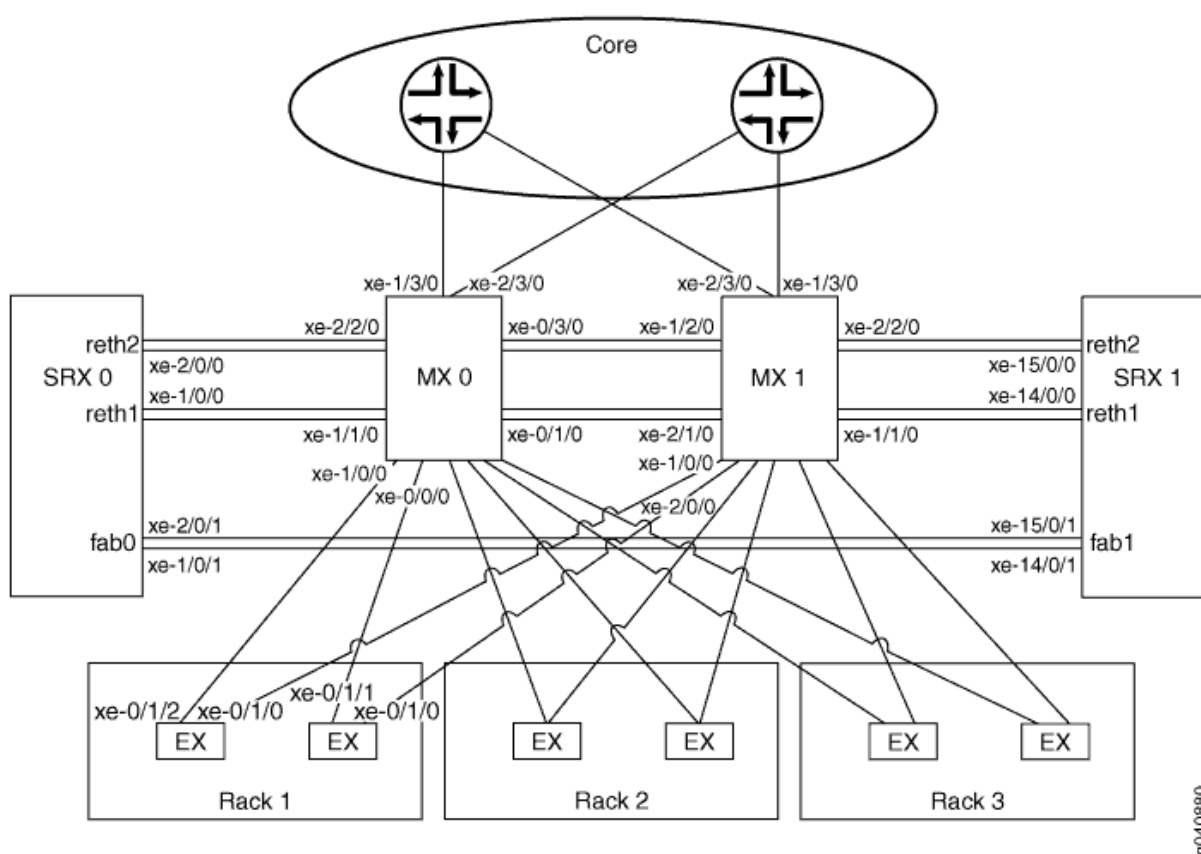 Core
xe-1/3/0 xe-2/3/0 xe-2/3/0 xe-1/3/0
xe-2/2/0 xe-0/3/0 xe-1/2/0 xe-2/2/0
reth2 reth2
xe-2/0/0 xe-15/0/0
SRX 0 MX 0 MX 1 SRX 1
xe-1/0/0 xe-14/0/0
reth1 reth1
xe-1/1/0 xe-0/1/0 xe-2/1/0 xe-1/1/0
xe-1/0/0 xe-1/0/0
xe-0/0/0 xe-2/0/0
xe-2/0/1 xe-15/0/1
fab0 fab1
xe-1/0/1 xe-14/0/1
xe-0/1/1
xe-0/1/2 xe-0/1/0 xe-0/1/0
EX EX EX EX EX EX
Rack 1 Rack 2 Rack 3
g040880